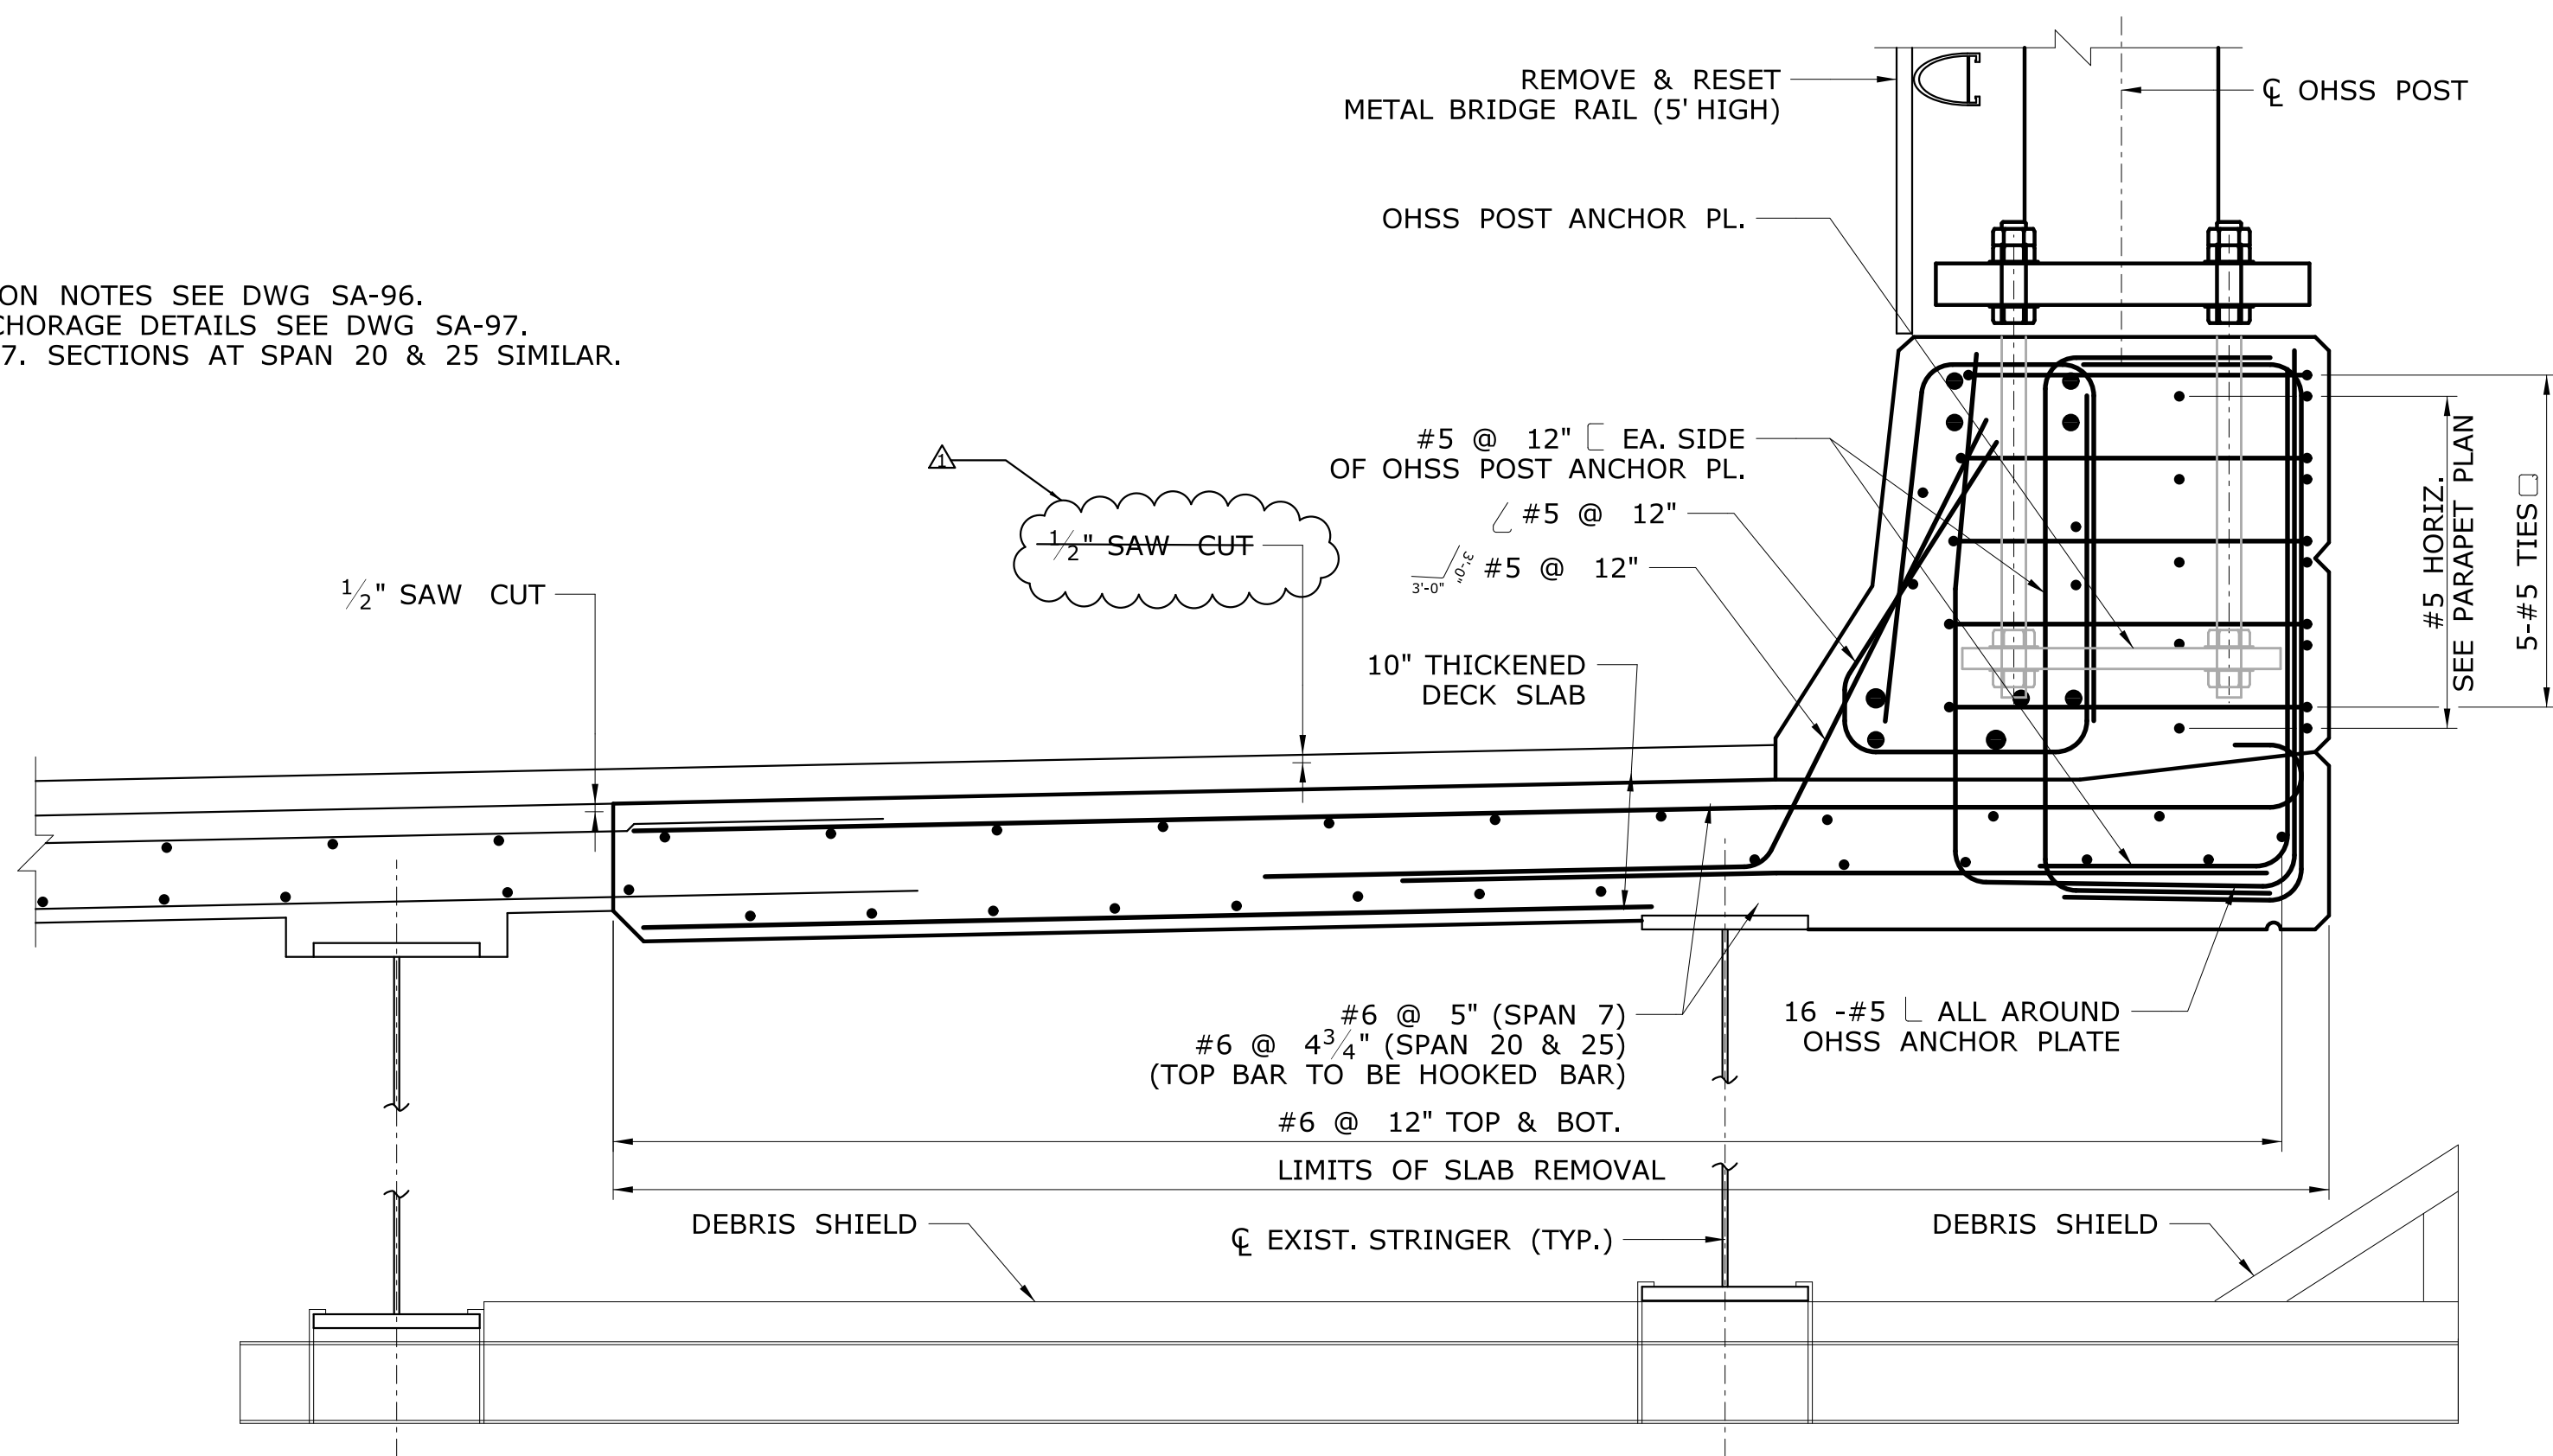 REMOVE & RESET
METAL BRIDGE RAIL (5' HIGH)
℄ OHSS POST
OHSS POST ANCHOR PL.
ON NOTES SEE DWG SA-96.
CHORAGE DETAILS SEE DWG SA-97.
7. SECTIONS AT SPAN 20 & 25 SIMILAR.
#5 @ 12" EA. SIDE
OF OHSS POST ANCHOR PL.
1
1/2" SAW CUT
#5 @ 12"
3'-0" 3'-0" #5 @ 12"
1/2" SAW CUT
10" THICKENED
DECK SLAB
#5 HORIZ.
SEE PARAPET PLAN
5-#5 TIES
#6 @ 5" (SPAN 7)
#6 @ 4 3/4" (SPAN 20 & 25)
(TOP BAR TO BE HOOKED BAR)
16 -#5 ALL AROUND
OHSS ANCHOR PLATE
#6 @ 12" TOP & BOT.
LIMITS OF SLAB REMOVAL
DEBRIS SHIELD
℄ EXIST. STRINGER (TYP.)
DEBRIS SHIELD